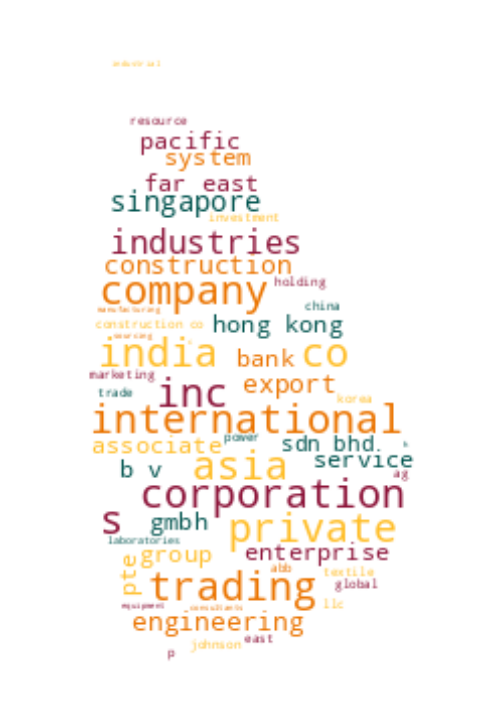 industrial
resource
pacific
system
far east
singapore
investment
industries
construction
holding
company
china
manufacturing
construction co
hong kong
sourcing
india
bank
co
marketing
export
trade
inc
korea
international
power
associate
sdn bhd.
service
b v
asia
ag
corporation
s
gmbh
private
laboratories
enterprise
group
abb
pte
textile
trading
global
equipment
consultants
llc
engineering
east
johnson
p